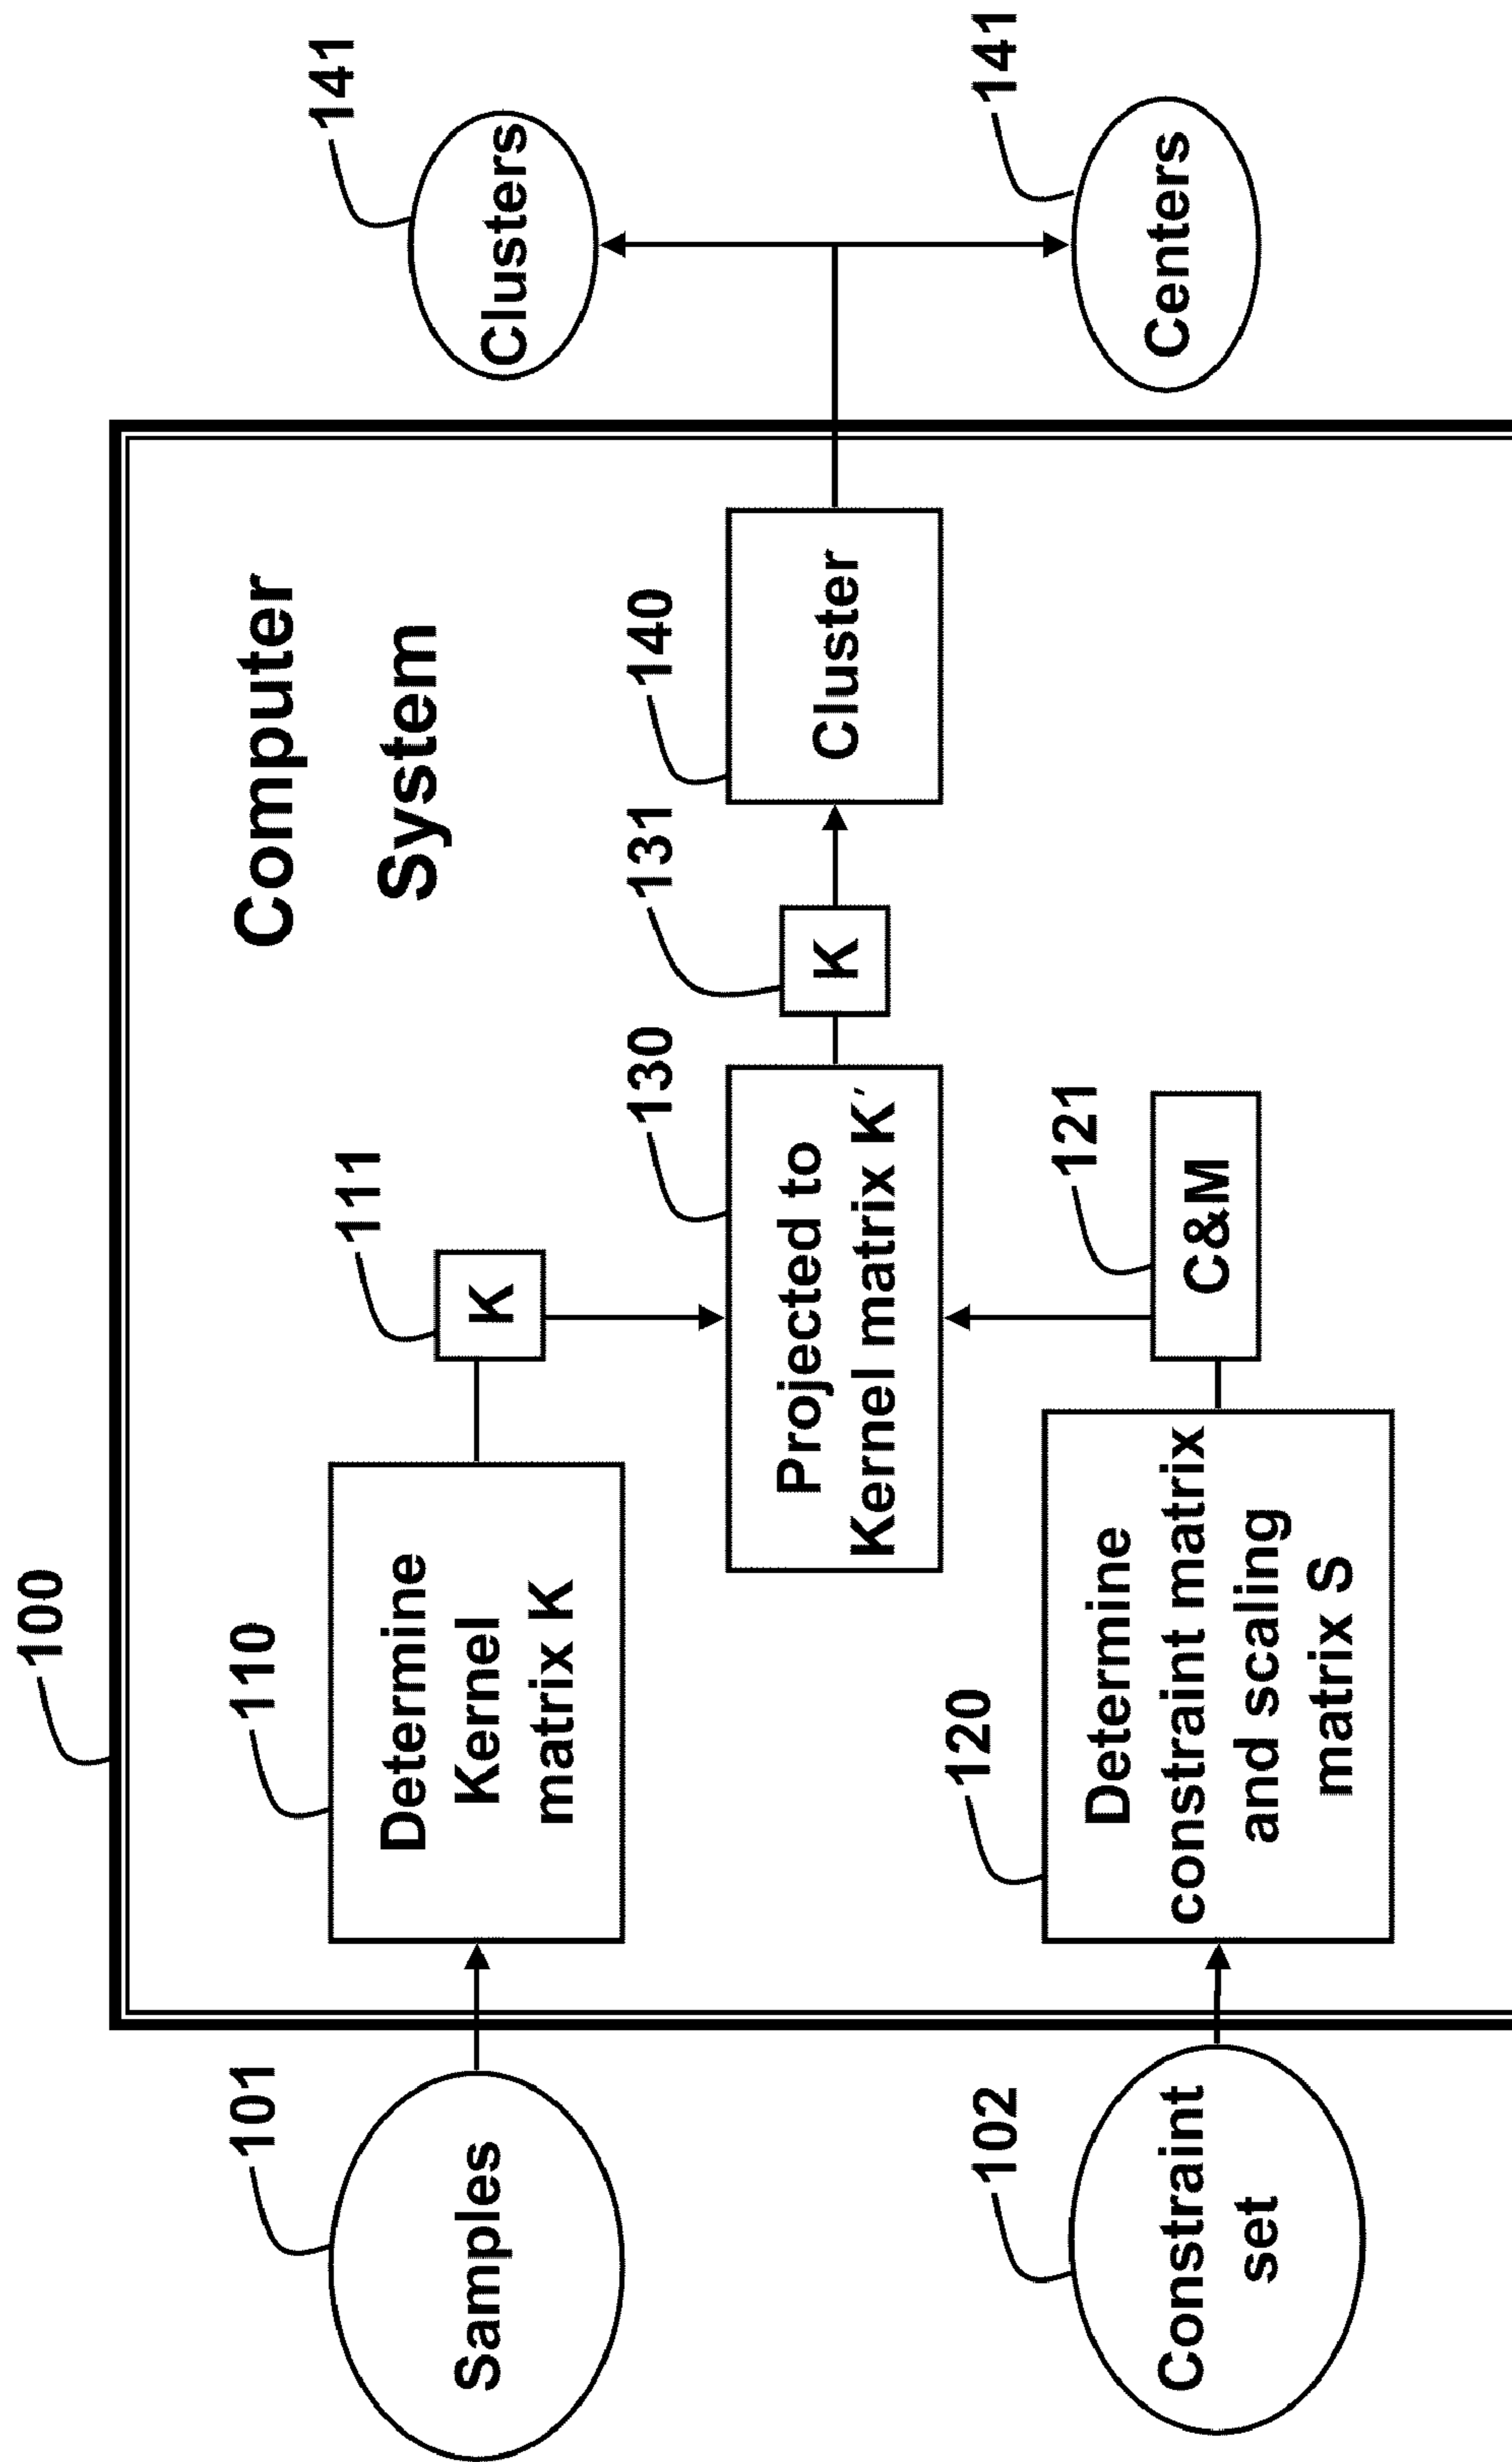 100
Computer
System
101
Samples
110
Determine
Kernel
matrix K
111
K
130
Projected to
Kernel matrix K′
131
K
140
Cluster
141
Clusters
141
Centers
102
Constraint
set
120
Determine
constraint matrix
and scaling
matrix S
121
C&M